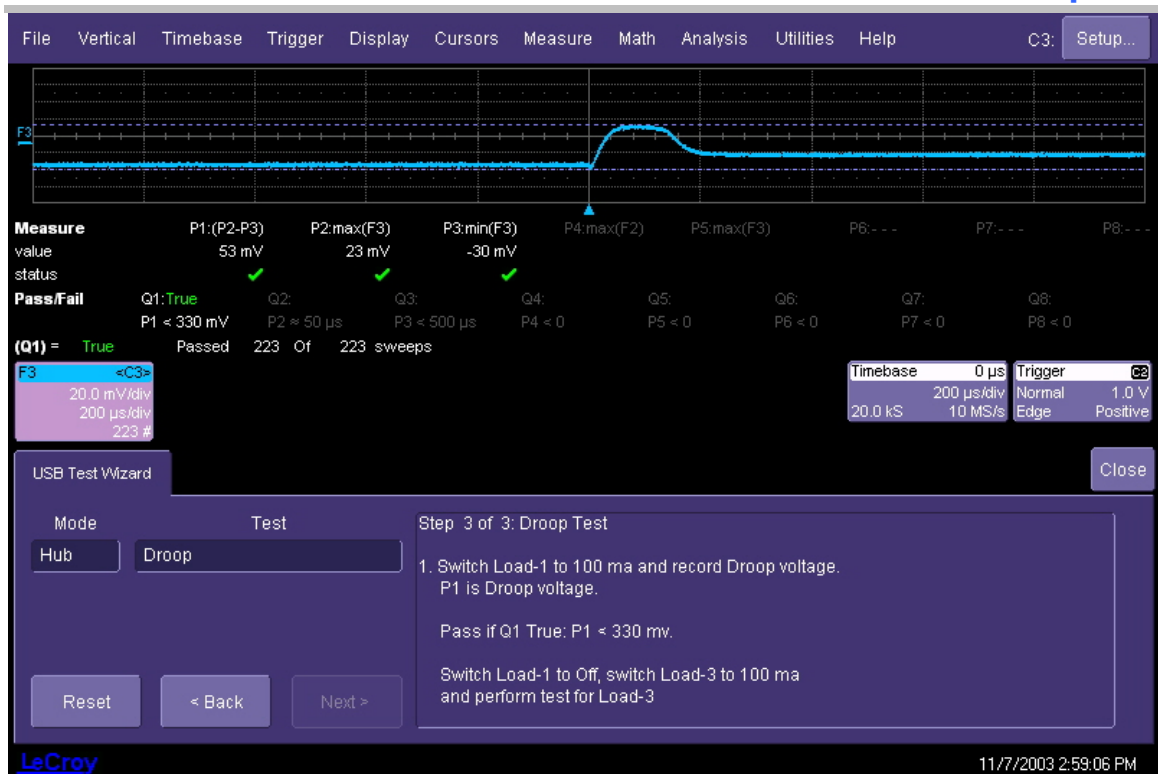 File Vertical Timebase Trigger Display Cursors Measure Math Analysis Utilities Help C3: Setup...
F3
Measure P1:(P2-P3) P2:max(F3) P3:min(F3) P4:max(F2) P5:max(F3) P6:- - - P7:- - - P8:- - -
value 53 mV 23 mV -30 mV
status
Pass/Fail Q1:True Q2: Q3: Q4: Q5: Q6: Q7: Q8:
P1 < 330 mV P2 ≈ 50 µs P3 < 500 µs P4 < 0 P5 < 0 P6 < 0 P7 < 0 P8 < 0
(Q1) = True Passed 223 Of 223 sweeps
F3 <C3>
20.0 mV/div
200 µs/div
223 #
Timebase 0 µs
200 µs/div
20.0 kS 10 MS/s
Trigger C2
Normal 1.0 V
Edge Positive
USB Test Wizard
Close
Mode Test
Hub Droop
Reset < Back Next >
Step 3 of 3: Droop Test
1. Switch Load-1 to 100 ma and record Droop voltage.
P1 is Droop voltage.
Pass if Q1 True: P1 < 330 mv.
Switch Load-1 to Off, switch Load-3 to 100 ma
and perform test for Load-3
LeCroy
11/7/2003 2:59:06 PM